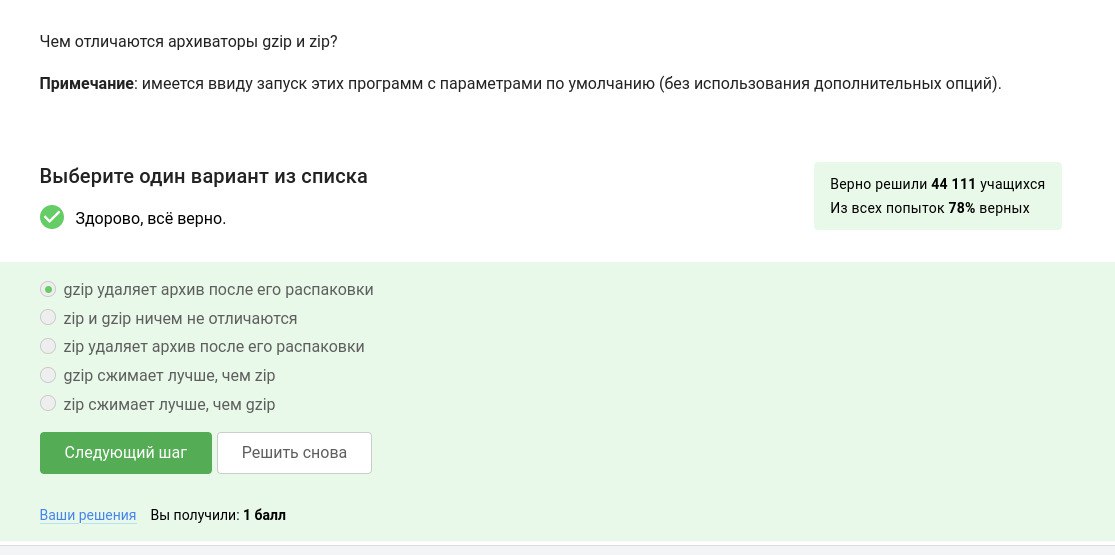 Чем отличаются архиваторы gzip и zip?
Примечание: имеется ввиду запуск этих программ с параметрами по умолчанию (без использования дополнительных опций).
Выберите один вариант из списка
Здорово, всё верно.
Верно решили 44 111 учащихся
Из всех попыток 78% верных
gzip удаляет архив после его распаковки
zip и gzip ничем не отличаются
zip удаляет архив после его распаковки
gzip сжимает лучше, чем zip
zip сжимает лучше, чем gzip
Следующий шаг Решить снова
Ваши решения Вы получили: 1 балл